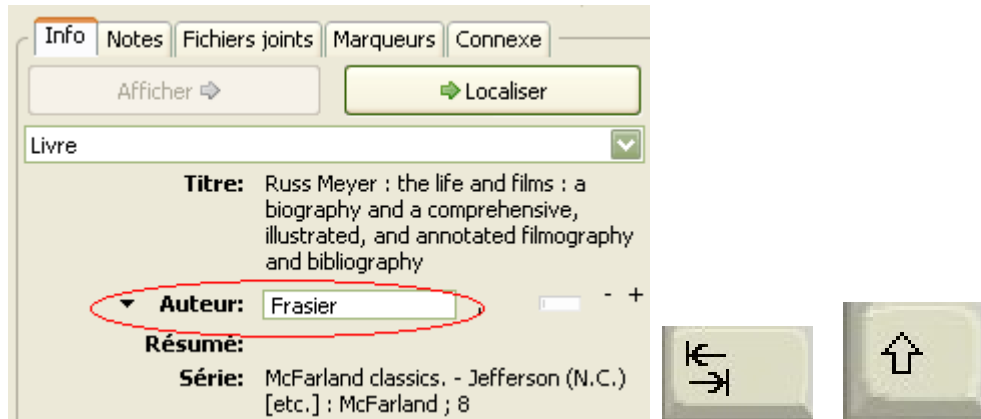 Info Notes Fichiers joints Marqueurs Connexe
Afficher Localiser
Livre
Titre: Russ Meyer : the life and films : a
biography and a comprehensive,
illustrated, and annotated filmography
and bibliography
Auteur: Frasier , - +
Résumé:
Série: McFarland classics. - Jefferson (N.C.)
[etc.] : McFarland ; 8